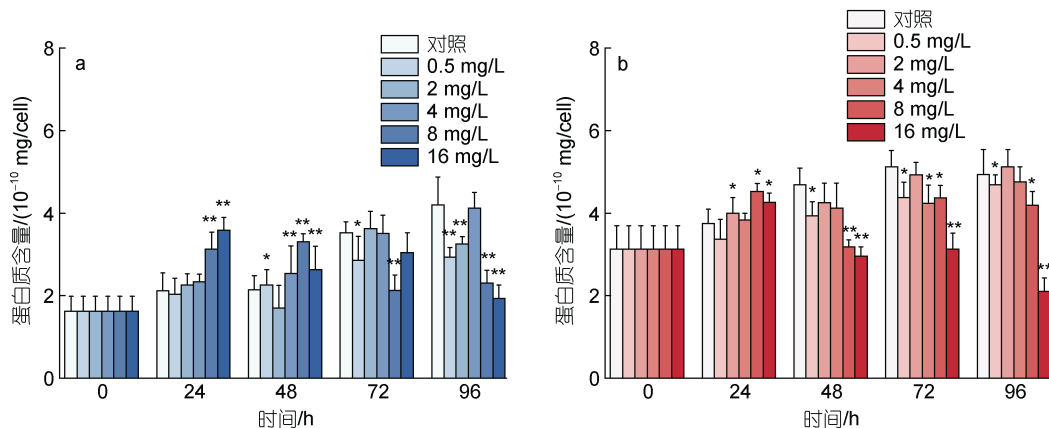 a
对照
0.5 mg/L
2 mg/L
4 mg/L
8 mg/L
16 mg/L
蛋白质含量/(10⁻¹⁰ mg/cell)
8
6
4
2
0
** **
* ** ** **
* **
** ** ** **
0 24 48 72 96
时间/h
b
对照
0.5 mg/L
2 mg/L
4 mg/L
8 mg/L
16 mg/L
蛋白质含量/(10⁻¹⁰ mg/cell)
8
6
4
2
0
* * *
* ** **
* * * **
* * **
0 24 48 72 96
时间/h